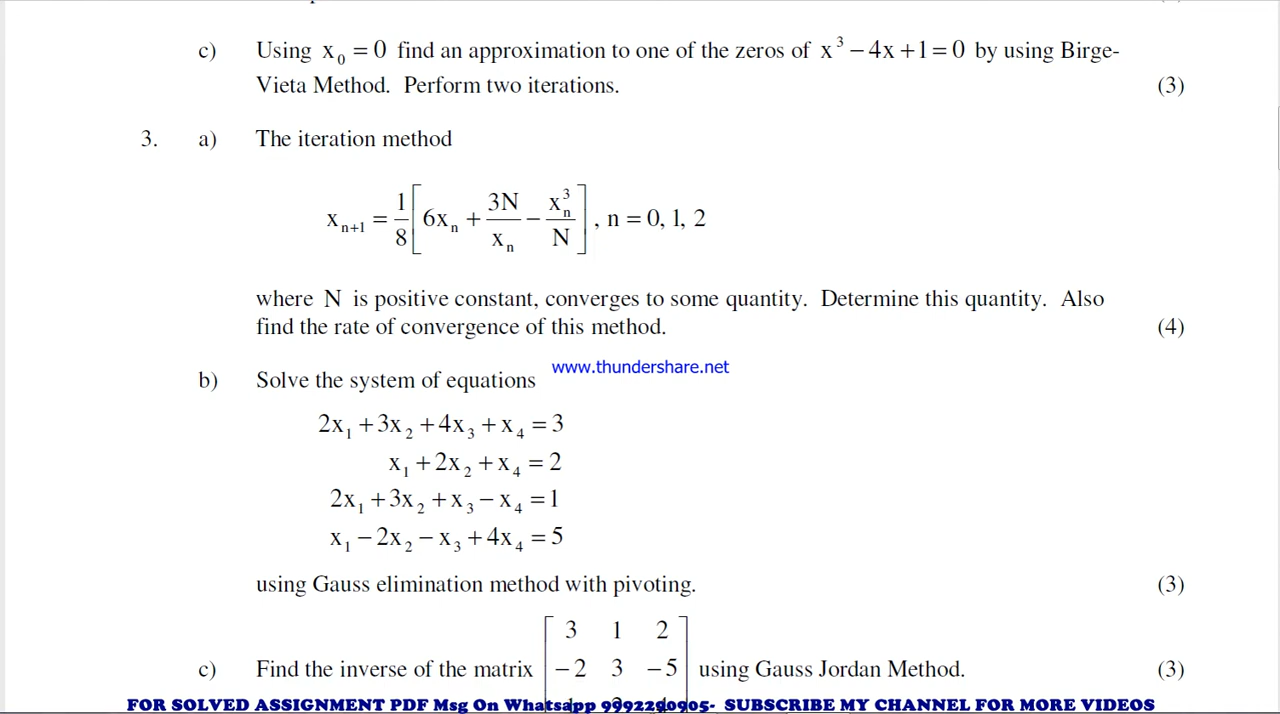 c) Using x₀ = 0 find an approximation to one of the zeros of x³ − 4x + 1 = 0 by using Birge-
Vieta Method. Perform two iterations. (3)
3. a) The iteration method
xₙ₊₁ = 1/8 [ 6xₙ + 3N/xₙ − xₙ³/N ] , n = 0, 1, 2
where N is positive constant, converges to some quantity. Determine this quantity. Also
find the rate of convergence of this method. (4)
www.thundershare.net
b) Solve the system of equations
2x₁ + 3x₂ + 4x₃ + x₄ = 3
x₁ + 2x₂ + x₄ = 2
2x₁ + 3x₂ + x₃ − x₄ = 1
x₁ − 2x₂ − x₃ + 4x₄ = 5
using Gauss elimination method with pivoting. (3)
3 1 2
c) Find the inverse of the matrix −2 3 −5 using Gauss Jordan Method. (3)
FOR SOLVED ASSIGNMENT PDF Msg On Whatsapp 9992290905- SUBSCRIBE MY CHANNEL FOR MORE VIDEOS